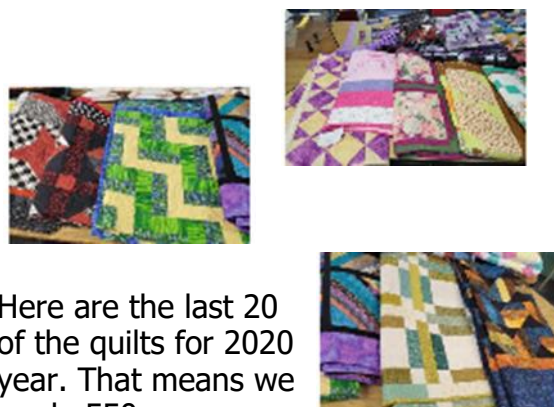 Here are the last 20
of the quilts for 2020
year. That means we